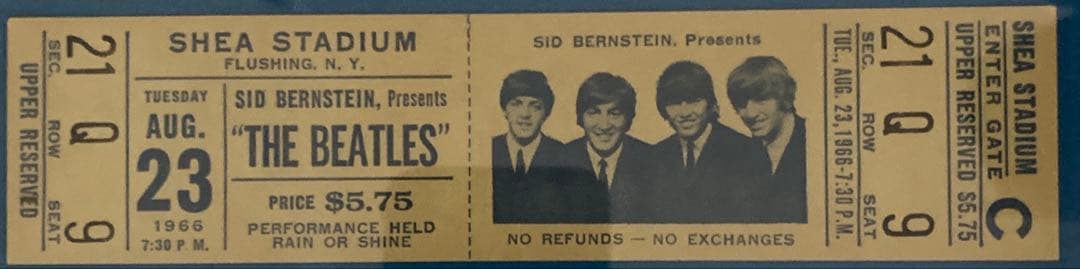 21 Q 9
SEC. ROW SEAT
UPPER RESERVED
SHEA STADIUM
FLUSHING. N. Y.
TUESDAY
AUG.
23
1966
7:30 P. M.
SID BERNSTEIN, Presents
"THE BEATLES"
PRICE $5.75
PERFORMANCE HELD
RAIN OR SHINE
SID BERNSTEIN. Presents
NO REFUNDS — NO EXCHANGES
21 Q 9
SEC. ROW SEAT
TUE., AUG. 23, 1966-7:30 P.M.
SHEA STADIUM
ENTER GATE C
UPPER RESERVED $5.75